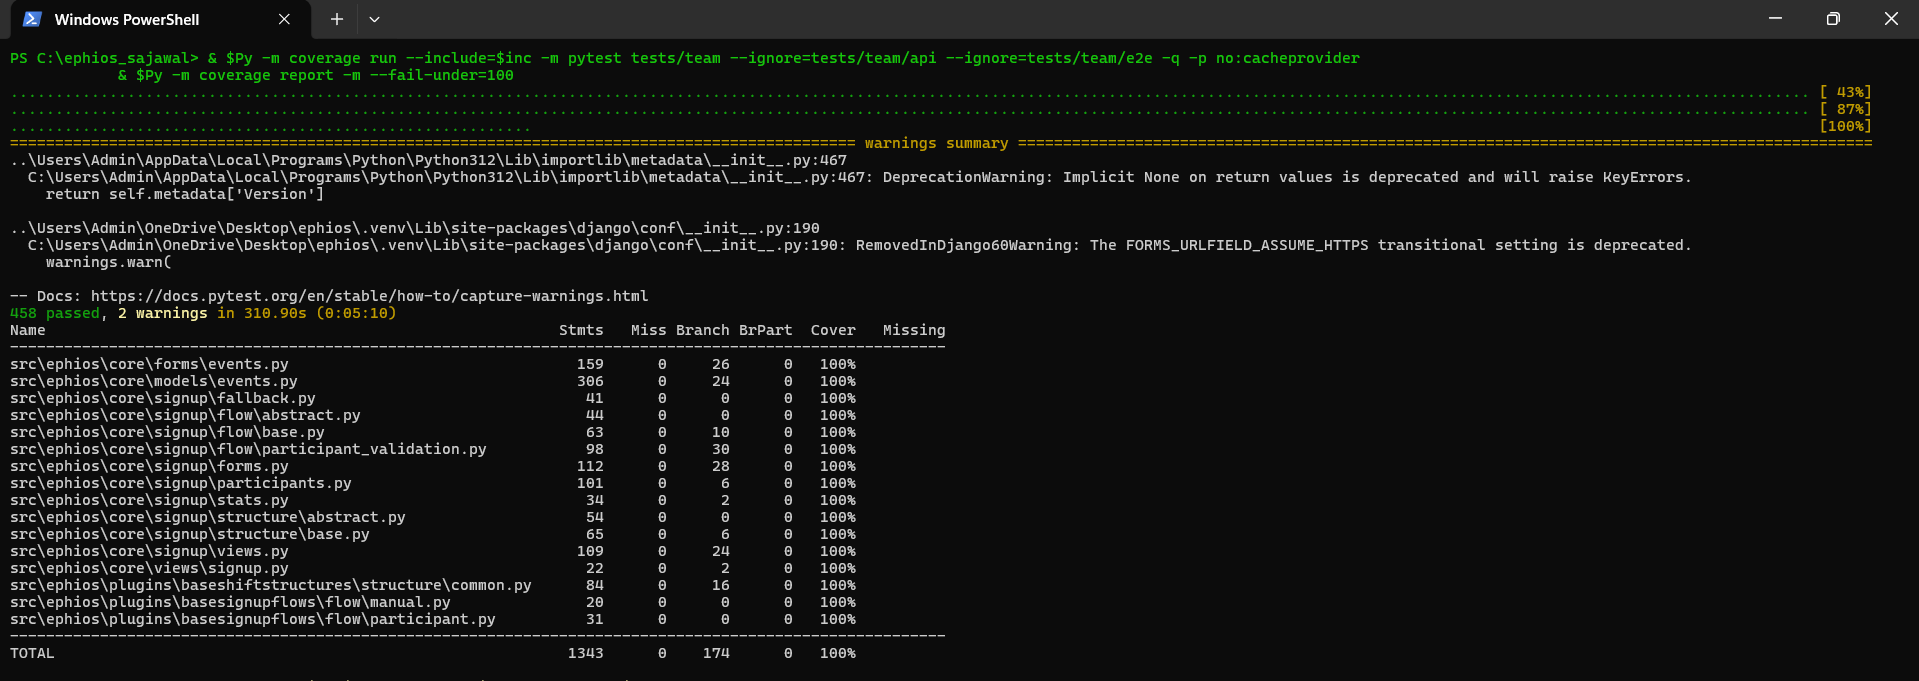 Windows PowerShell
PS C:\ephios_sajawal> & $Py -m coverage run --include=$inc -m pytest tests/team --ignore=tests/team/api --ignore=tests/team/e2e -q -p no:cacheprovider
& $Py -m coverage report -m --fail-under=100
........................................................................................................................................................................................................ [ 43%]
........................................................................................................................................................................................................ [ 87%]
.......................................................... [100%]
============================================================================================== warnings summary ===============================================================================================
..\Users\Admin\AppData\Local\Programs\Python\Python312\Lib\importlib\metadata\__init__.py:467
C:\Users\Admin\AppData\Local\Programs\Python\Python312\Lib\importlib\metadata\__init__.py:467: DeprecationWarning: Implicit None on return values is deprecated and will raise KeyErrors.
return self.metadata['Version']
..\Users\Admin\OneDrive\Desktop\ephios\.venv\Lib\site-packages\django\conf\__init__.py:190
C:\Users\Admin\OneDrive\Desktop\ephios\.venv\Lib\site-packages\django\conf\__init__.py:190: RemovedInDjango60Warning: The FORMS_URLFIELD_ASSUME_HTTPS transitional setting is deprecated.
warnings.warn(
-- Docs: https://docs.pytest.org/en/stable/how-to/capture-warnings.html
458 passed, 2 warnings in 310.90s (0:05:10)
Name Stmts Miss Branch BrPart Cover Missing
--------------------------------------------------------------------------------------------------------
src\ephios\core\forms\events.py 159 0 26 0 100%
src\ephios\core\models\events.py 306 0 24 0 100%
src\ephios\core\signup\fallback.py 41 0 0 0 100%
src\ephios\core\signup\flow\abstract.py 44 0 0 0 100%
src\ephios\core\signup\flow\base.py 63 0 10 0 100%
src\ephios\core\signup\flow\participant_validation.py 98 0 30 0 100%
src\ephios\core\signup\forms.py 112 0 28 0 100%
src\ephios\core\signup\participants.py 101 0 6 0 100%
src\ephios\core\signup\stats.py 34 0 2 0 100%
src\ephios\core\signup\structure\abstract.py 54 0 0 0 100%
src\ephios\core\signup\structure\base.py 65 0 6 0 100%
src\ephios\core\signup\views.py 109 0 24 0 100%
src\ephios\core\views\signup.py 22 0 2 0 100%
src\ephios\plugins\baseshiftstructures\structure\common.py 84 0 16 0 100%
src\ephios\plugins\basesignupflows\flow\manual.py 20 0 0 0 100%
src\ephios\plugins\basesignupflows\flow\participant.py 31 0 0 0 100%
--------------------------------------------------------------------------------------------------------
TOTAL 1343 0 174 0 100%